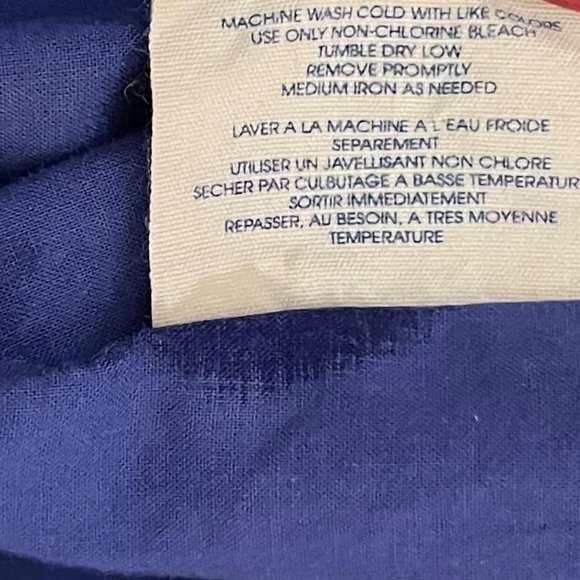 MACHINE WASH COLD WITH LIKE COLORS
USE ONLY NON-CHLORINE BLEACH
TUMBLE DRY LOW
REMOVE PROMPTLY
MEDIUM IRON AS NEEDED
LAVER A LA MACHINE A L'EAU FROIDE
SEPAREMENT
UTILISER UN JAVELLISANT NON CHLORE
SECHER PAR CULBUTAGE A BASSE TEMPERATUR
SORTIR IMMEDIATEMENT
REPASSER, AU BESOIN, A TRES MOYENNE
TEMPERATURE